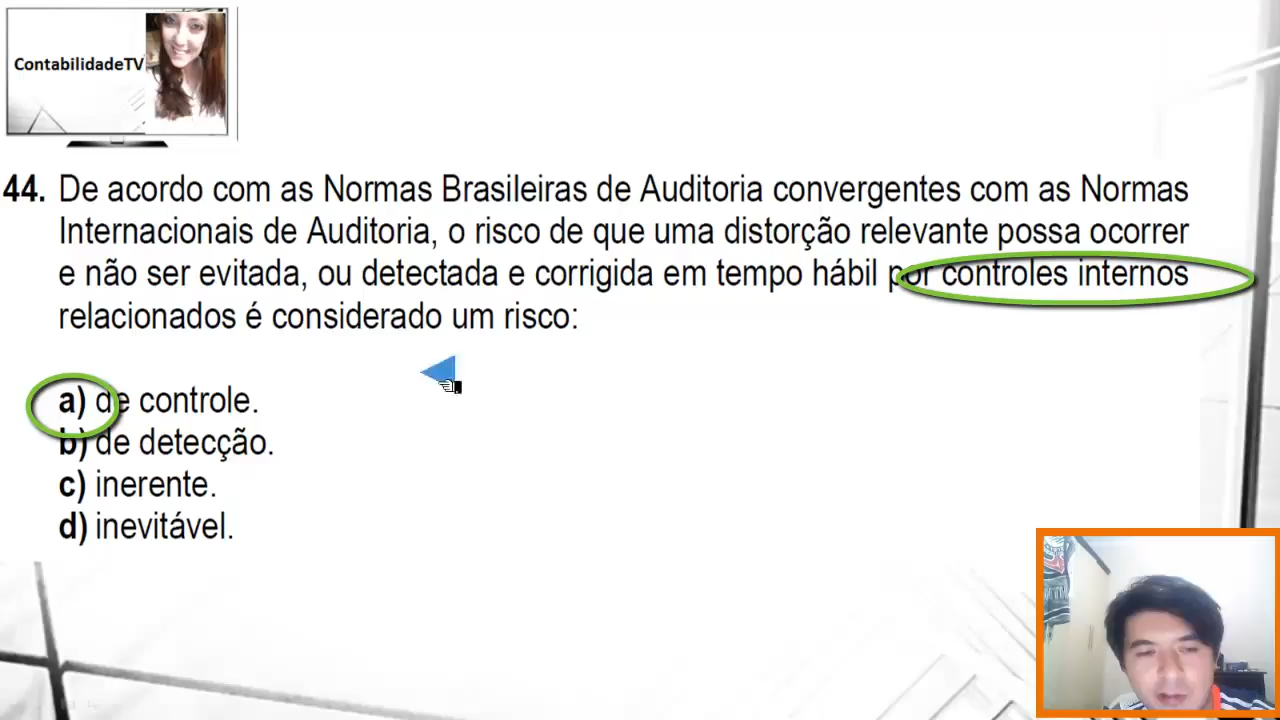 ContabilidadeTV
44. De acordo com as Normas Brasileiras de Auditoria convergentes com as Normas
Internacionais de Auditoria, o risco de que uma distorção relevante possa ocorrer
e não ser evitada, ou detectada e corrigida em tempo hábil por controles internos
relacionados é considerado um risco:
a) de controle.
b) de detecção.
c) inerente.
d) inevitável.